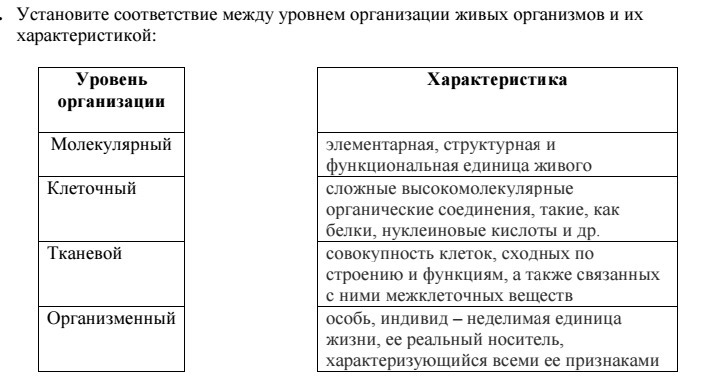 . Установите соответствие между уровнем организации живых организмов и их
характеристикой:
Уровень
организации
Характеристика
Молекулярный
элементарная, структурная и
функциональная единица живого
Клеточный
сложные высокомолекулярные
органические соединения, такие, как
белки, нуклеиновые кислоты и др.
Тканевой
совокупность клеток, сходных по
строению и функциям, а также связанных
с ними межклеточных веществ
Организменный
особь, индивид – неделимая единица
жизни, ее реальный носитель,
характеризующийся всеми ее признаками